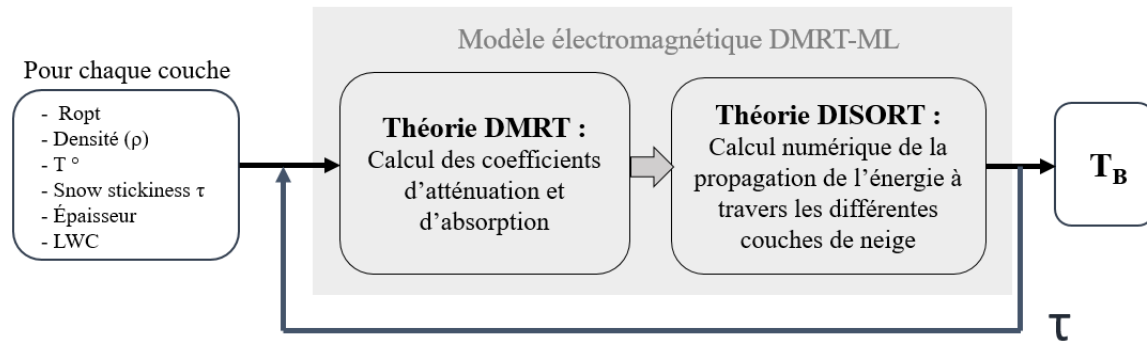 Modèle électromagnétique DMRT-ML
Pour chaque couche
- Ropt
- Densité (ρ)
- T °
- Snow stickiness τ
- Épaisseur
- LWC
Théorie DMRT :
Calcul des coefficients
d’atténuation et
d’absorption
Théorie DISORT :
Calcul numérique de la
propagation de l’énergie à
travers les différentes
couches de neige
T_B
τ